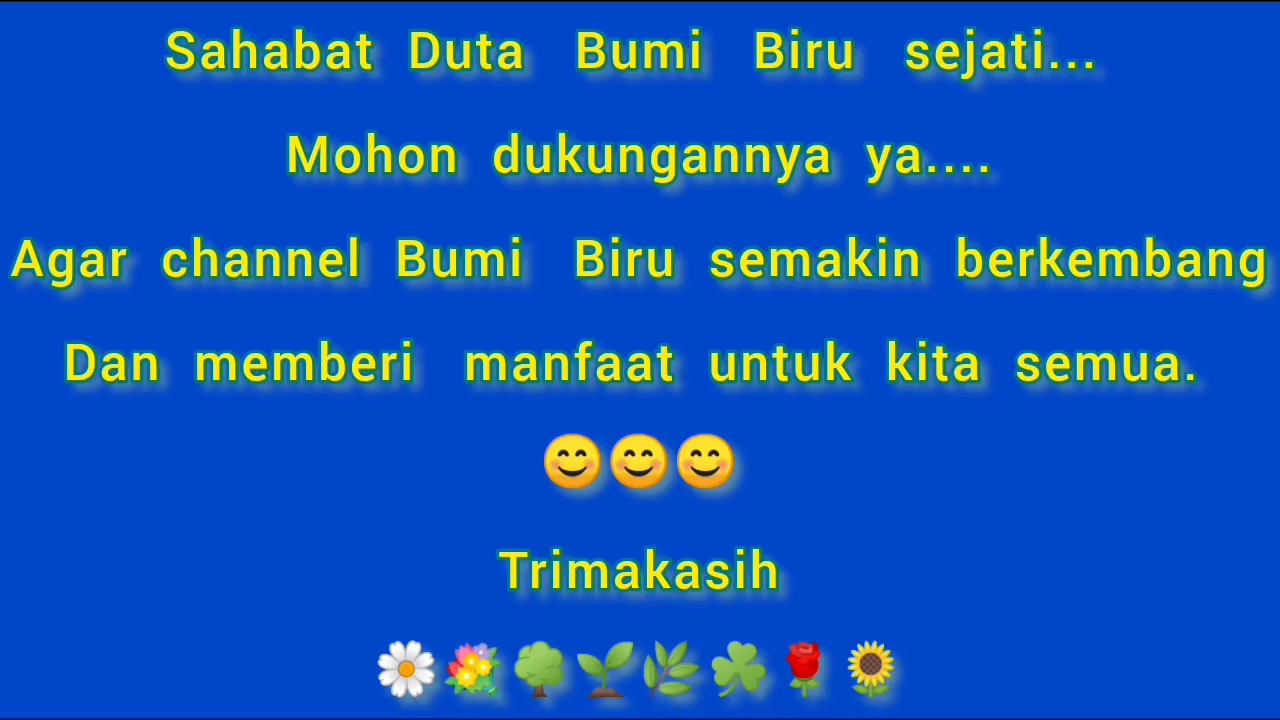 Sahabat Duta Bumi Biru sejati...
Mohon dukungannya ya....
Agar channel Bumi Biru semakin berkembang
Dan memberi manfaat untuk kita semua.
😊😊😊
Trimakasih
🌼💐🌳🌱🌿☘️🌹🌻